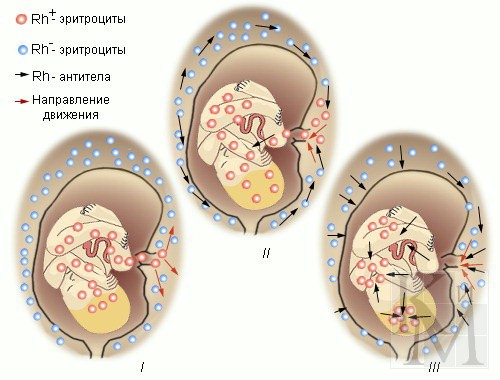 Rh+- эритроциты
Rh-- эритроциты
Rh- антитела
Направление
движения
I
II
III
M